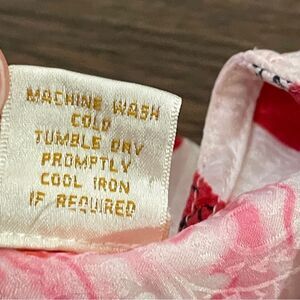 MACHINE WASH
COLD
TUMBLE DRY
PROMPTLY
COOL IRON
IF REQUIRED